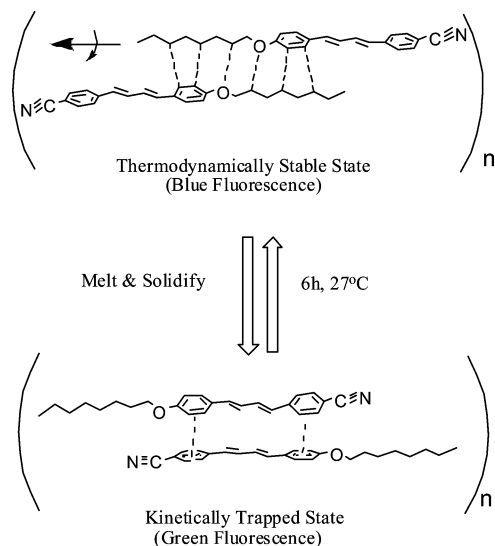 O
C≡N
N≡C
O
n
Thermodynamically Stable State
(Blue Fluorescence)
Melt & Solidify
6h, 27°C
O
C≡N
N≡C
O
n
Kinetically Trapped State
(Green Fluorescence)